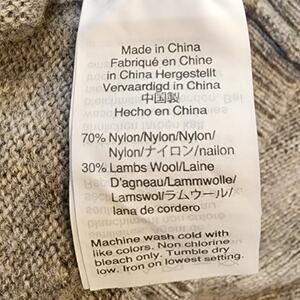 Made in China
Fabriqué en Chine
in China Hergestellt
Vervaardigd in China
中国製
Hecho en China
70% Nylon/Nylon/Nylon/
Nylon/ナイロン/nailon
30% Lambs Wool/Laine
D'agneau/Lammwolle/
Lamswol/ラムウール/
lana de cordero
Machine wash cold with
like colors. Non chlorine
bleach only. Tumble dry
low. Iron on lowest setting.